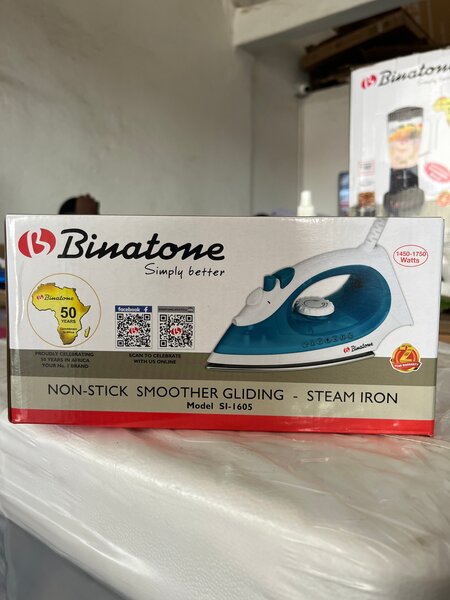 Binatone
Simply bette
Binatone
Simply better
1450-1750
Watts
Binatone
50
YEARS
facebook
PROUDLY CELEBRATING
50 YEARS IN AFRICA
YOUR No. 1 BRAND
SCAN TO CELEBRATE
WITH US ONLINE
Binatone
2
NON-STICK SMOOTHER GLIDING - STEAM IRON
Model SI-1605